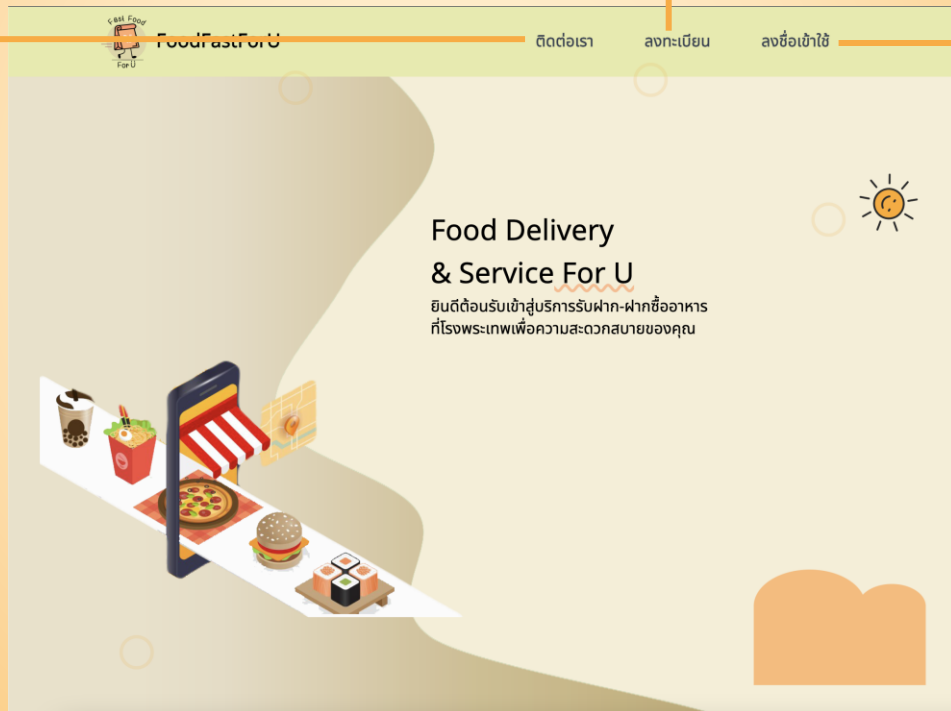 Fast Food
For U
FoodFastForU
ติดต่อเรา
ลงทะเบียน
ลงชื่อเข้าใช้
Food Delivery
& Service For U
ยินดีต้อนรับเข้าสู่บริการรับฝาก-ฝากซื้ออาหาร
ที่โรงพระเทพเพื่อความสะดวกสบายของคุณ